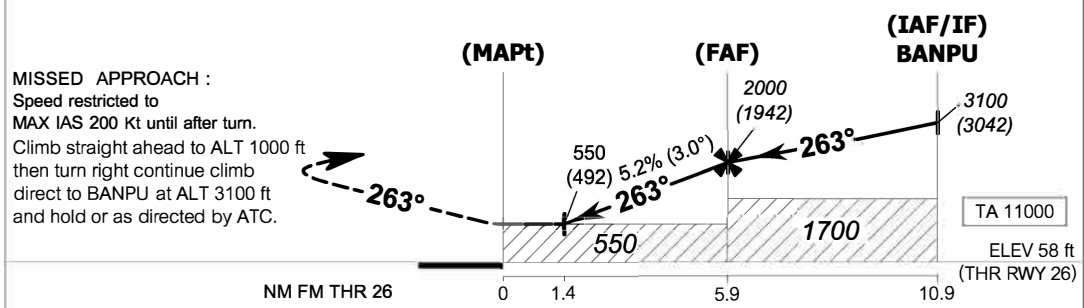 (IAF/IF)
(MAPt) (FAF) BANPU
MISSED APPROACH :
Speed restricted to
MAX IAS 200 Kt until after turn.
Climb straight ahead to ALT 1000 ft
then turn right continue climb
direct to BANPU at ALT 3100 ft
and hold or as directed by ATC.
2000
(1942)
3100
(3042)
550
(492)
5.2% (3.0°)
263°
263°
263°
550
1700
TA 11000
ELEV 58 ft
(THR RWY 26)
NM FM THR 26 0 1.4 5.9 10.9